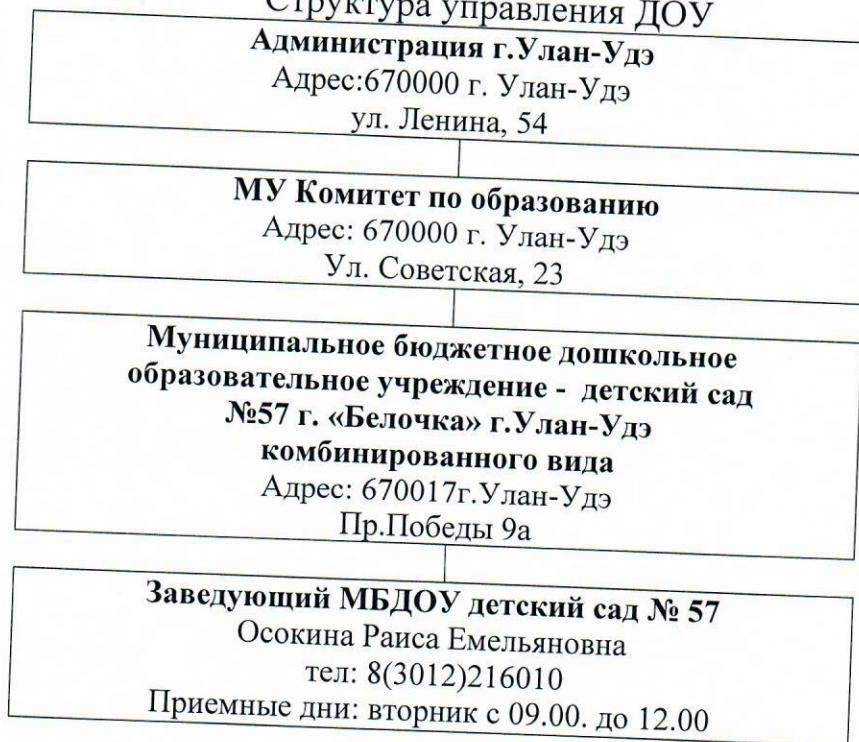 Структура управления ДОУ
Администрация г.Улан-Удэ
Адрес:670000 г. Улан-Удэ
ул. Ленина, 54
МУ Комитет по образованию
Адрес: 670000 г. Улан-Удэ
Ул. Советская, 23
Муниципальное бюджетное дошкольное
образовательное учреждение - детский сад
№57 г. «Белочка» г.Улан-Удэ
комбинированного вида
Адрес: 670017г.Улан-Удэ
Пр.Победы 9а
Заведующий МБДОУ детский сад № 57
Осокина Раиса Емельяновна
тел: 8(3012)216010
Приемные дни: вторник с 09.00. до 12.00